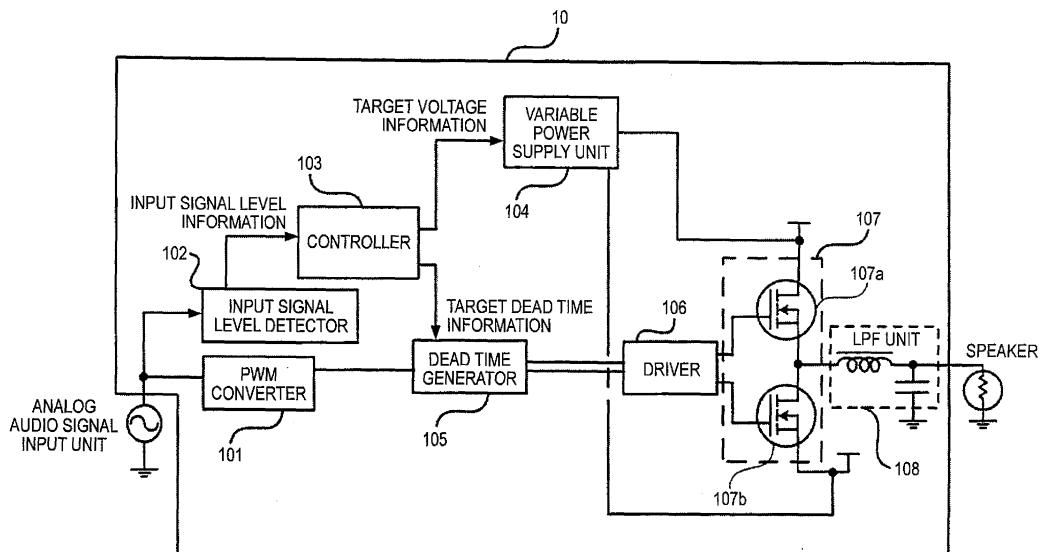 10
TARGET VOLTAGE
INFORMATION
VARIABLE
POWER
SUPPLY UNIT
104
103
INPUT SIGNAL LEVEL
INFORMATION
CONTROLLER
102
INPUT SIGNAL
LEVEL DETECTOR
TARGET DEAD TIME
INFORMATION
106
107
107a
LPF UNIT
SPEAKER
PWM
CONVERTER
DEAD TIME
GENERATOR
DRIVER
ANALOG
AUDIO SIGNAL
INPUT UNIT
101
105
107b
108